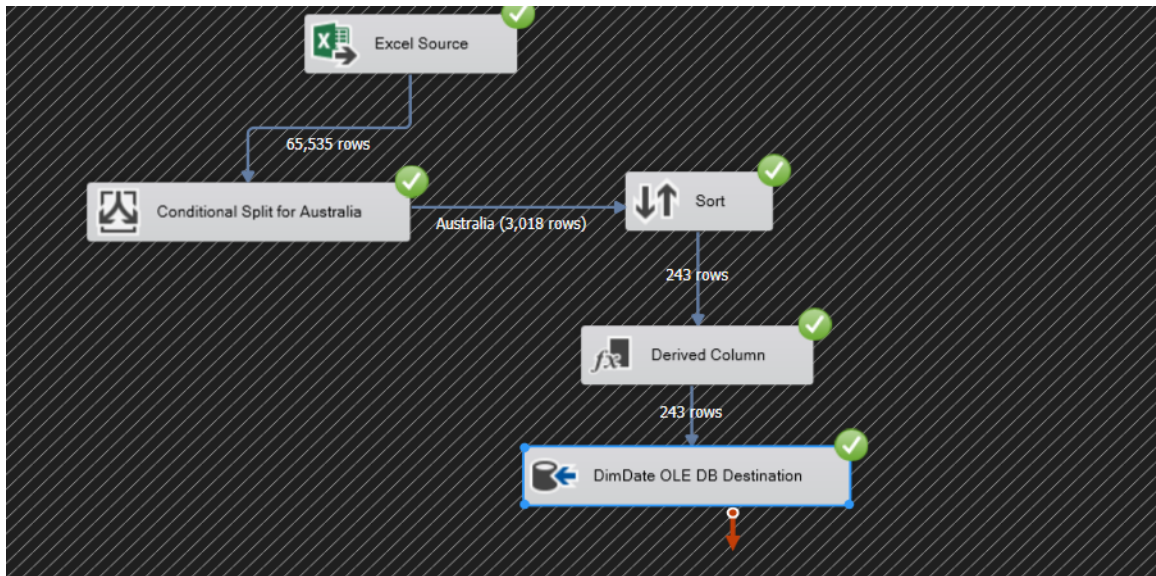 Excel Source
65,535 rows
Conditional Split for Australia
Australia (3,018 rows)
Sort
243 rows
Derived Column
243 rows
DimDate OLE DB Destination